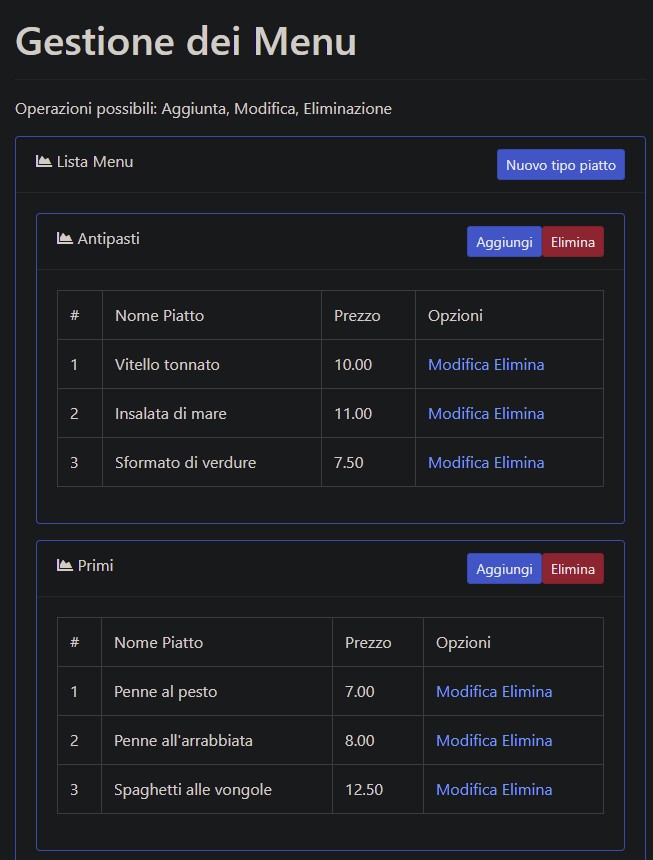 Gestione dei Menu
Operazioni possibili: Aggiunta, Modifica, Eliminazione
Lista Menu Nuovo tipo piatto
Antipasti Aggiungi Elimina
# Nome Piatto Prezzo Opzioni
1 Vitello tonnato 10.00 Modifica Elimina
2 Insalata di mare 11.00 Modifica Elimina
3 Sformato di verdure 7.50 Modifica Elimina
Primi Aggiungi Elimina
# Nome Piatto Prezzo Opzioni
1 Penne al pesto 7.00 Modifica Elimina
2 Penne all'arrabbiata 8.00 Modifica Elimina
3 Spaghetti alle vongole 12.50 Modifica Elimina